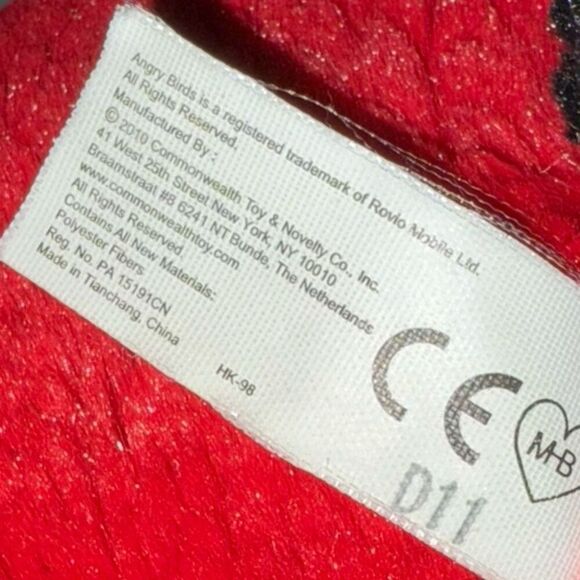 Angry Birds is a registered trademark of Rovio Mobile Ltd.
All Rights Reserved.
Manufactured By :
© 2010 Commonwealth Toy & Novelty Co., Inc.
41 West 25th Street New York, NY 10010
Braamstraat #8 6241 NT Bunde, The Netherlands
www.commonwealthtoy.com
All Rights Reserved
Contains All New Materials:
Polyester Fibers
Reg. No. PA 15191CN
Made in Tianchang, China
HK-98
CE
M-B
D11